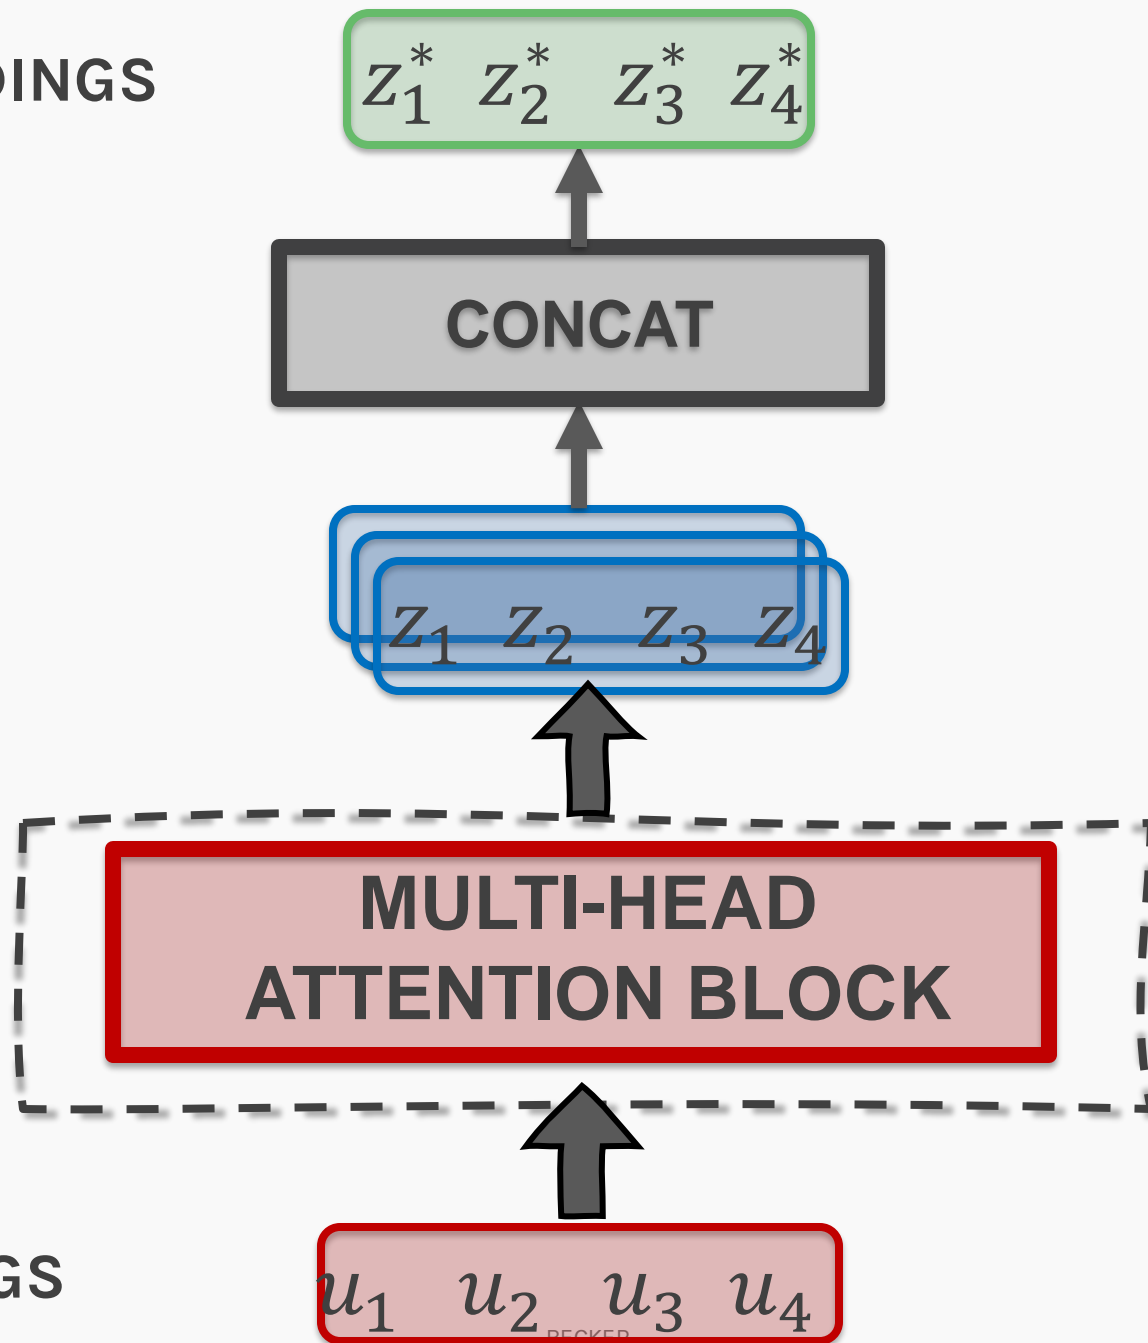 DINGS
z₁* z₂* z₃* z₄*
CONCAT
z₁ z₂ z₃ z₄
MULTI-HEAD
ATTENTION BLOCK
GS
u₁ u₂ u₃ u₄
BECKER